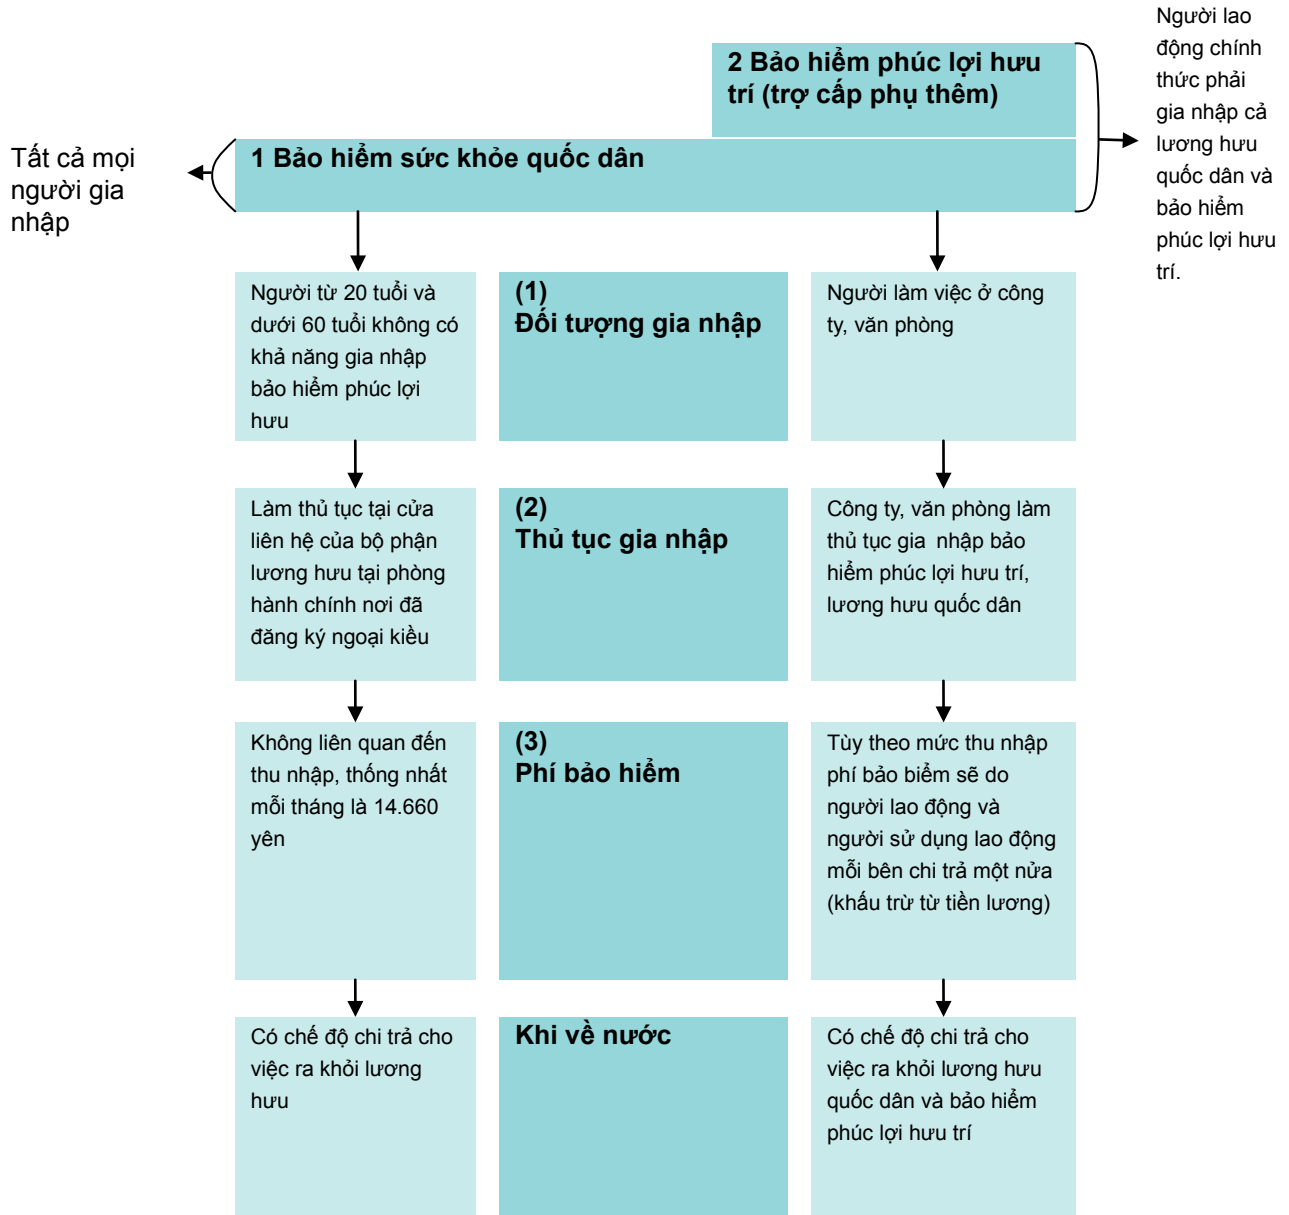 Người lao
động chính
thức phải
gia nhập cả
lương hưu
quốc dân và
bảo hiểm
phúc lợi hưu
trí.
2 Bảo hiểm phúc lợi hưu
trí (trợ cấp phụ thêm)
Tất cả mọi
người gia
nhập
1 Bảo hiểm sức khỏe quốc dân
Người từ 20 tuổi và
dưới 60 tuổi không có
khả năng gia nhập
bảo hiểm phúc lợi
hưu
(1)
Đối tượng gia nhập
Người làm việc ở công
ty, văn phòng
Làm thủ tục tại cửa
liên hệ của bộ phận
lương hưu tại phòng
hành chính nơi đã
đăng ký ngoại kiều
(2)
Thủ tục gia nhập
Công ty, văn phòng làm
thủ tục gia nhập bảo
hiểm phúc lợi hưu trí,
lương hưu quốc dân
Không liên quan đến
thu nhập, thống nhất
mỗi tháng là 14.660
yên
(3)
Phí bảo hiểm
Tùy theo mức thu nhập
phí bảo biểm sẽ do
người lao động và
người sử dụng lao động
mỗi bên chi trả một nửa
(khấu trừ từ tiền lương)
Có chế độ chi trả cho
việc ra khỏi lương
hưu
Khi về nước
Có chế độ chi trả cho
việc ra khỏi lương hưu
quốc dân và bảo hiểm
phúc lợi hưu trí